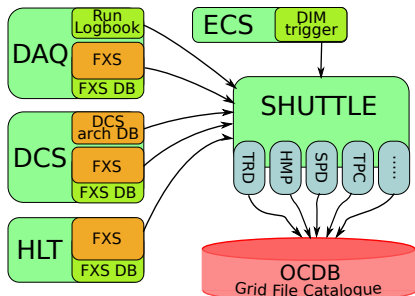 DAQ
Run
Logbook
FXS
FXS DB
ECS
DIM
trigger
DCS
DCS
arch DB
FXS
FXS DB
HLT
FXS
FXS DB
SHUTTLE
TRD
HMP
SPD
TPC
.....
OCDB
Grid File Catalogue